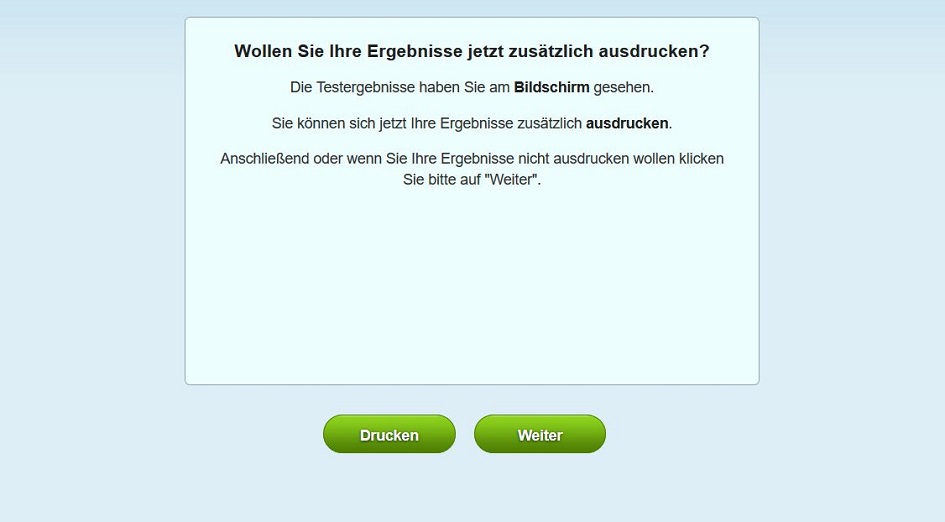 Wollen Sie Ihre Ergebnisse jetzt zusätzlich ausdrucken?
Die Testergebnisse haben Sie am Bildschirm gesehen.
Sie können sich jetzt Ihre Ergebnisse zusätzlich ausdrucken.
Anschließend oder wenn Sie Ihre Ergebnisse nicht ausdrucken wollen klicken
Sie bitte auf "Weiter".
Drucken
Weiter